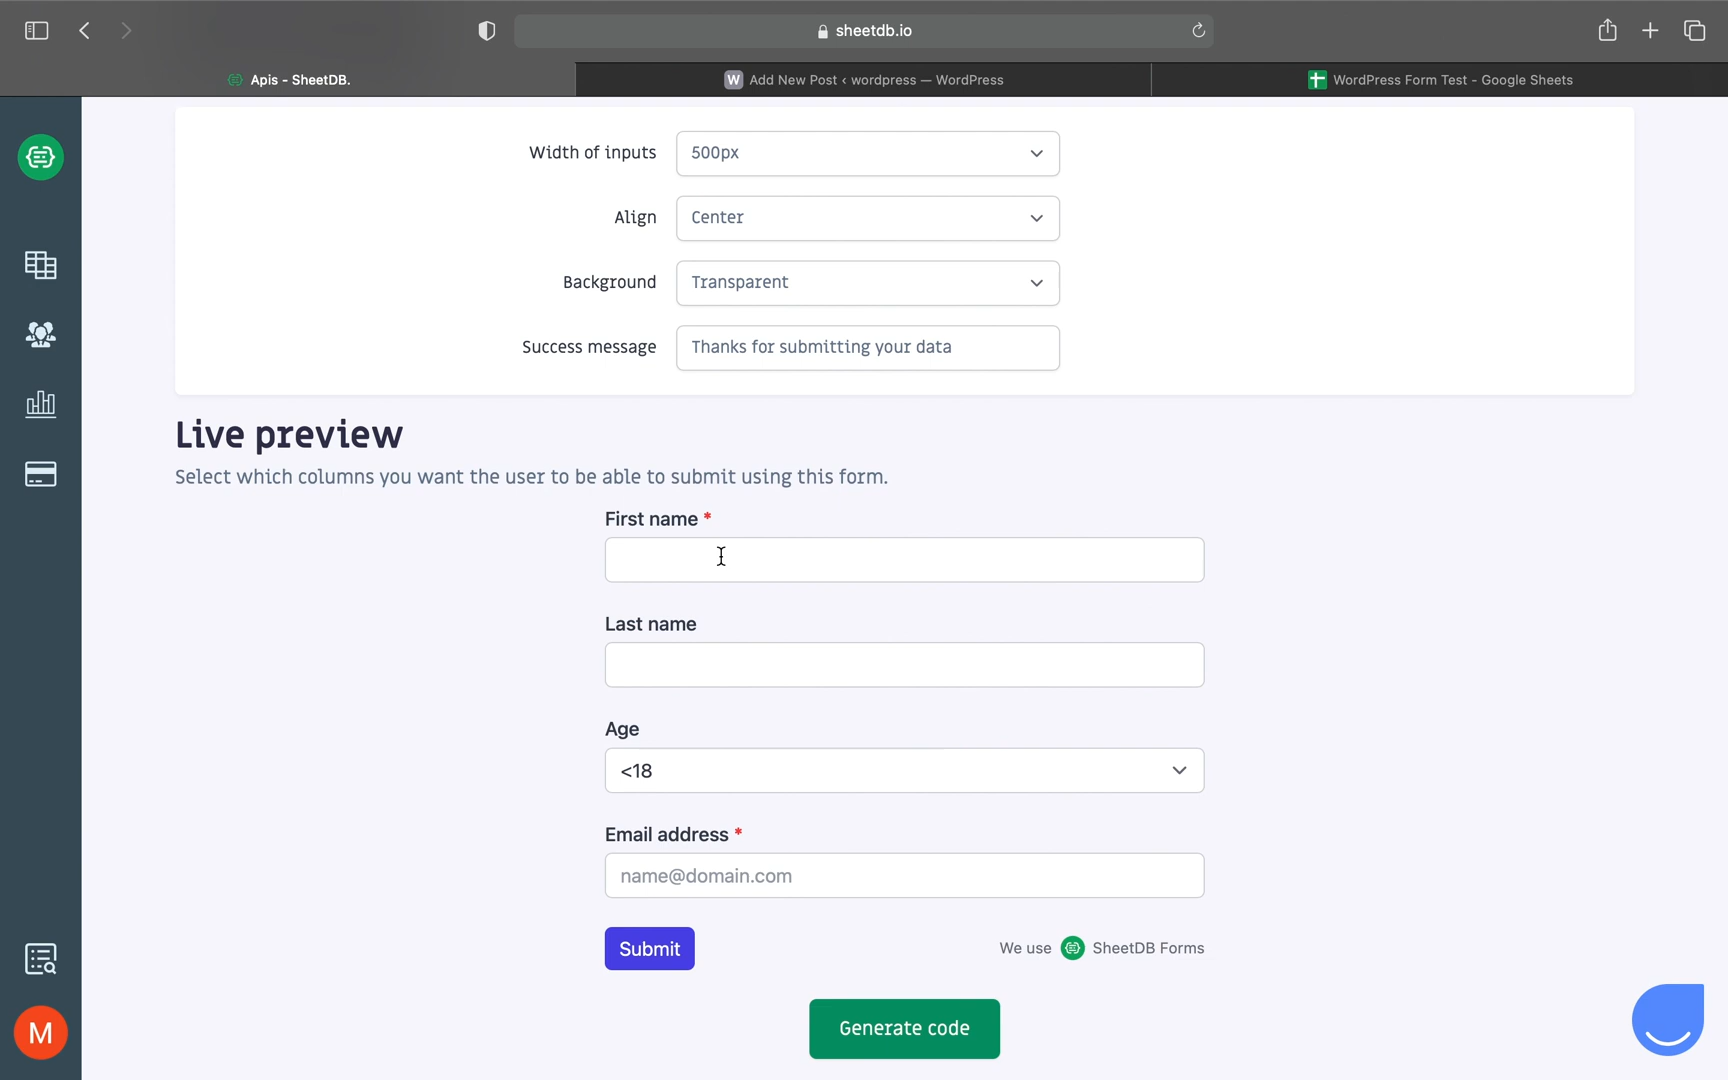 sheetdb.io
Apis - SheetDB.
W Add New Post ‹ wordpress — WordPress
WordPress Form Test - Google Sheets
Width of inputs 500px
Align Center
Background Transparent
Success message Thanks for submitting your data
Live preview
Select which columns you want the user to be able to submit using this form.
First name *
Last name
Age
<18
Email address *
name@domain.com
Submit We use SheetDB Forms
Generate code
M